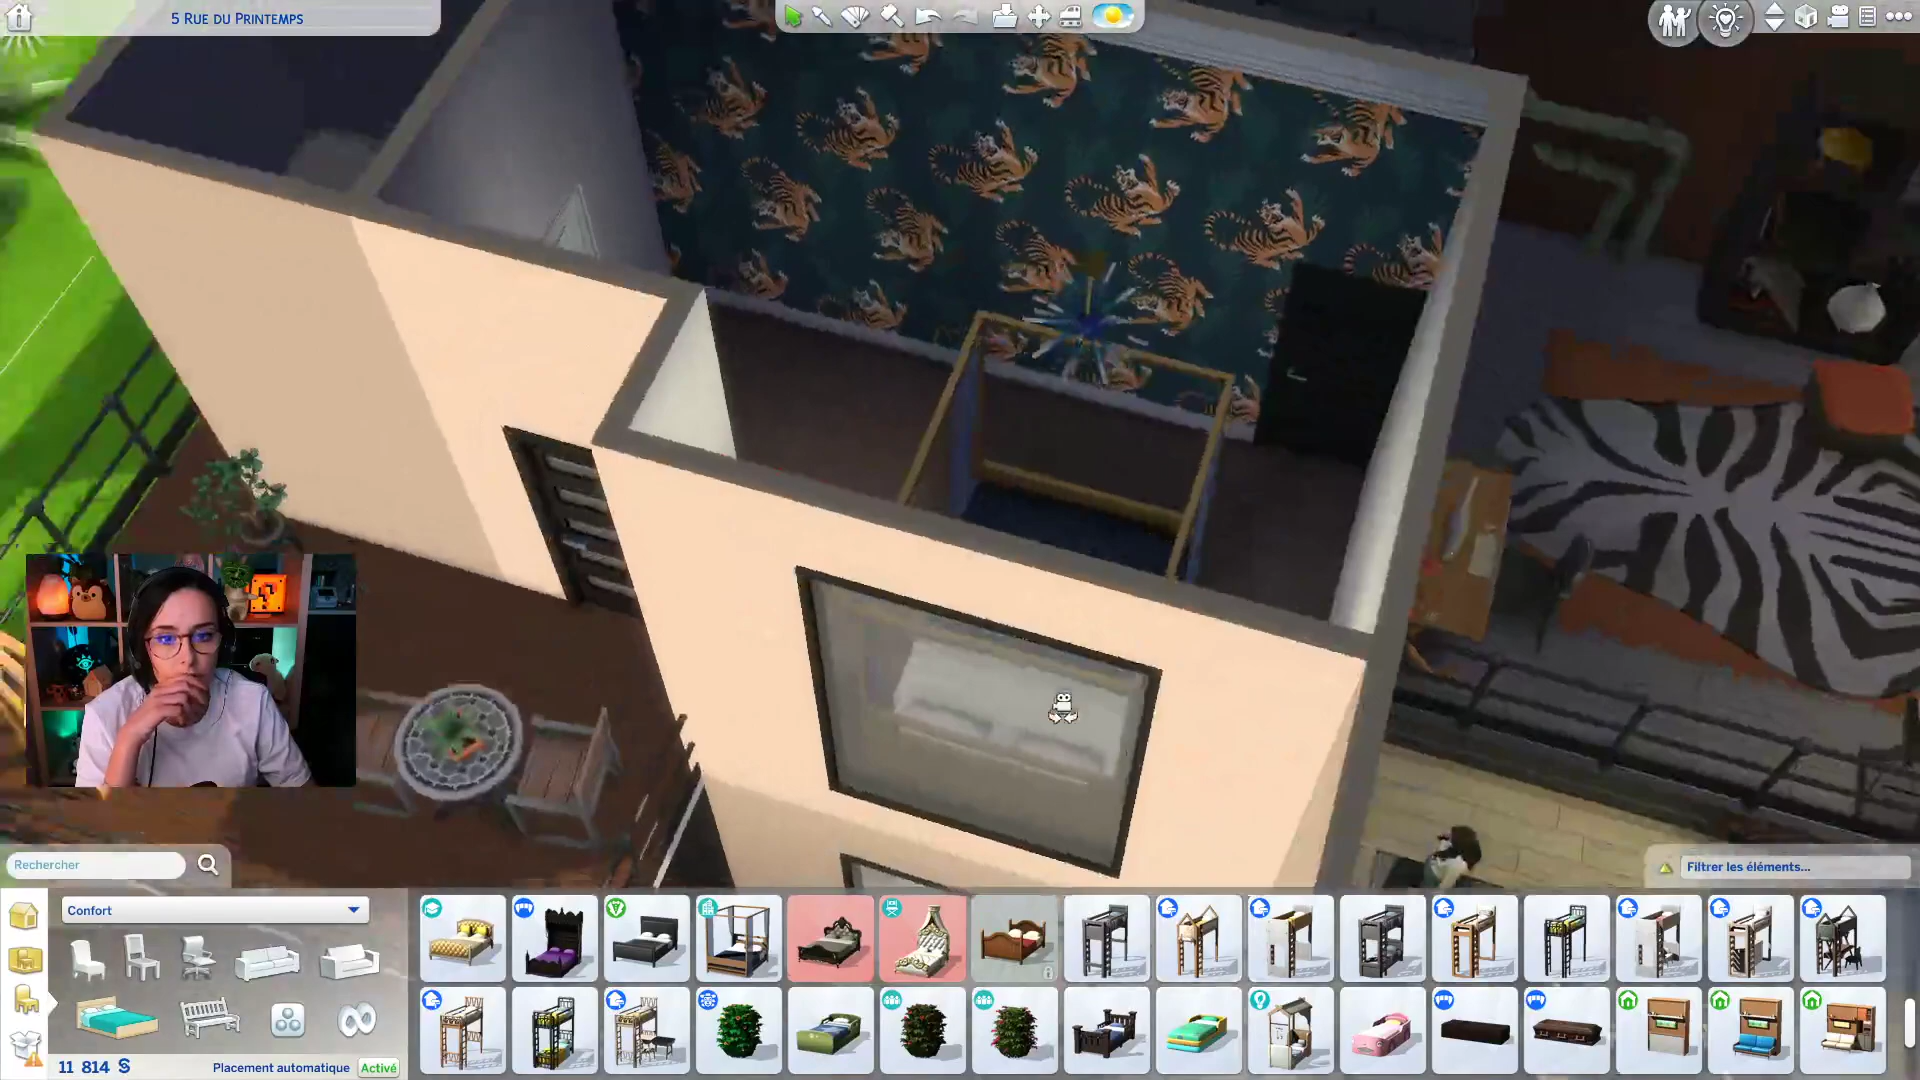 5 RUE DU PRINTEMPS
Rechercher
Filtrer les éléments...
Confort
11 814 §
Placement automatique
Activé